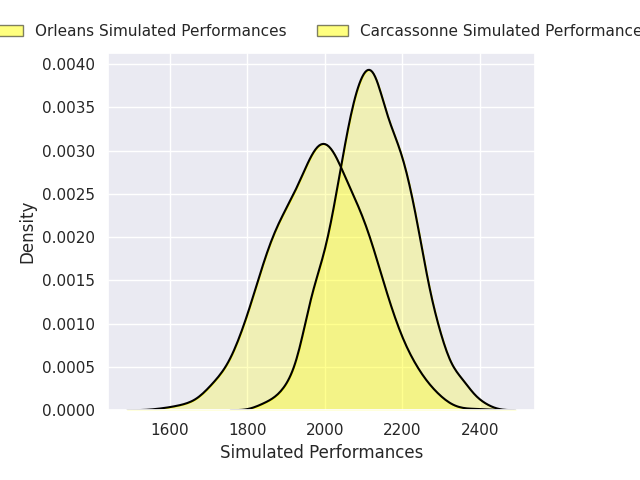 Orleans Simulated Performances
Carcassonne Simulated Performance
0.0040
0.0035
0.0030
0.0025
0.0020
0.0015
0.0010
0.0005
0.0000
Density
1600 1800 2000 2200 2400
Simulated Performances